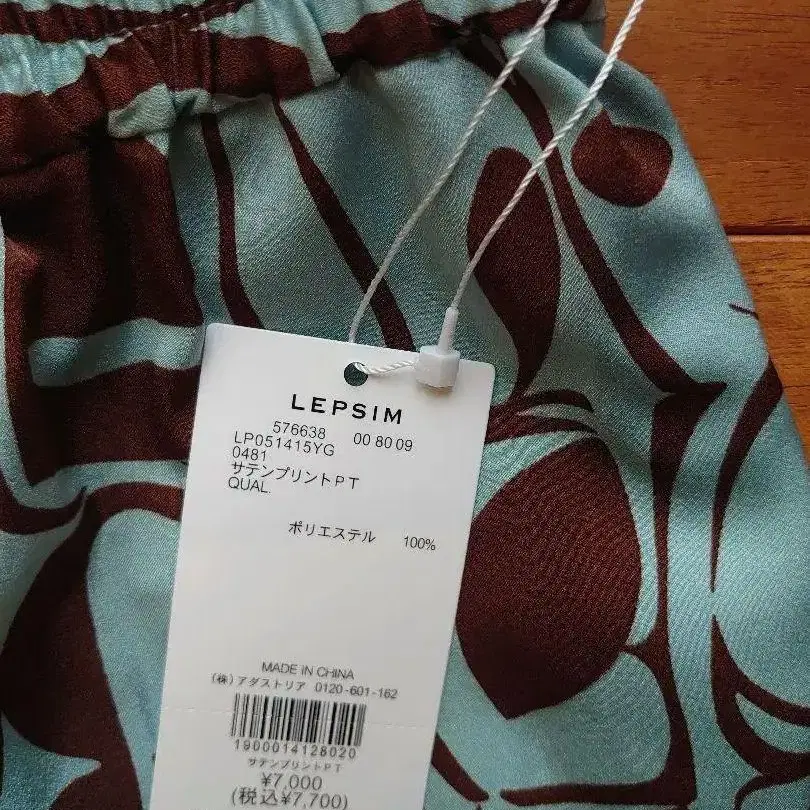 LEPSIM
576638 00 80 09
LP051415YG
0481
サテンプリントPT
QUAL.
ポリエステル 100%
MADE IN CHINA
(株)アダストリア 0120-601-162
1900014128020
サテンプリントPT
¥7,000
(税込¥7,700)